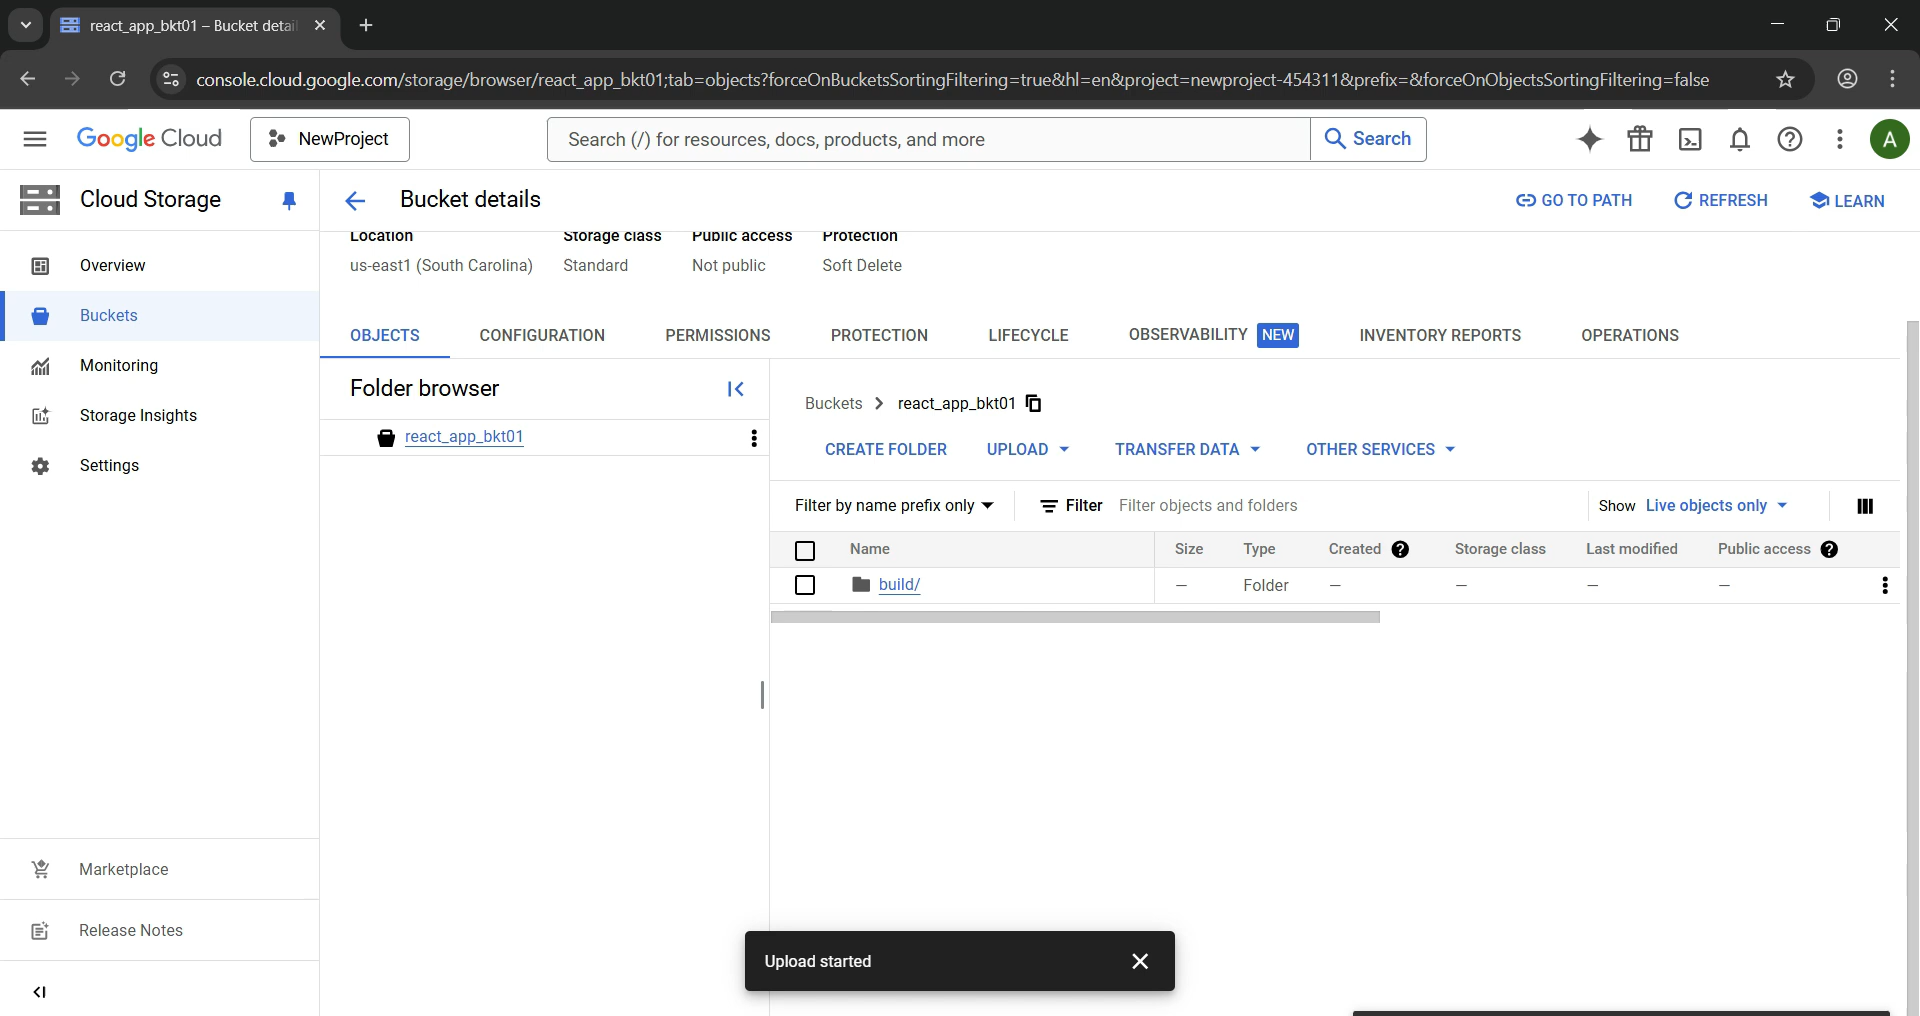 react_app_bkt01 – Bucket detai
console.cloud.google.com/storage/browser/react_app_bkt01;tab=objects?forceOnBucketsSortingFiltering=true&hl=en&project=newproject-454311&prefix=&forceOnObjectsSortingFiltering=false
Google Cloud
NewProject
Search (/) for resources, docs, products, and more
Search
A
Cloud Storage
Bucket details
GO TO PATH
REFRESH
LEARN
Overview
Buckets
Monitoring
Storage Insights
Settings
Marketplace
Release Notes
Location Storage class Public access Protection
us-east1 (South Carolina) Standard Not public Soft Delete
OBJECTS CONFIGURATION PERMISSIONS PROTECTION LIFECYCLE OBSERVABILITY NEW INVENTORY REPORTS OPERATIONS
Folder browser
react_app_bkt01
Buckets > react_app_bkt01
CREATE FOLDER UPLOAD TRANSFER DATA OTHER SERVICES
Filter by name prefix only Filter Filter objects and folders Show Live objects only
Name Size Type Created Storage class Last modified Public access
build/ — Folder — — — —
Upload started